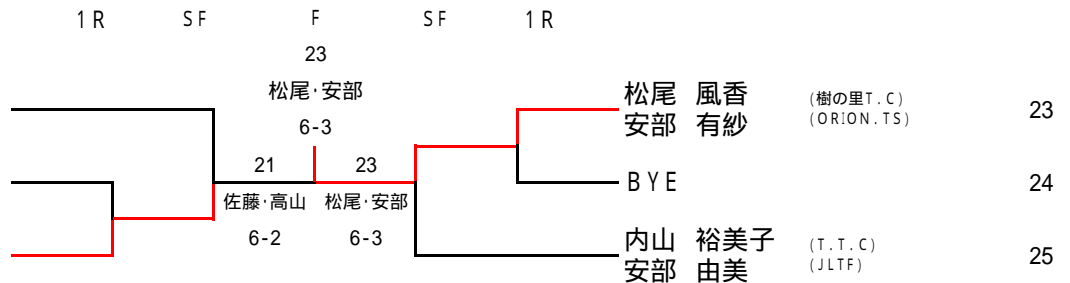 1R SF F SF 1R
23
松尾·安部
6-3
松尾 風香 (樹の里T.C) 23
安部 有紗 (ORION.TS)
21 23
BYE 24
佐藤·高山 松尾·安部
6-2 6-3
内山 裕美子 (T.T.C) 25
安部 由美 (JLTF)